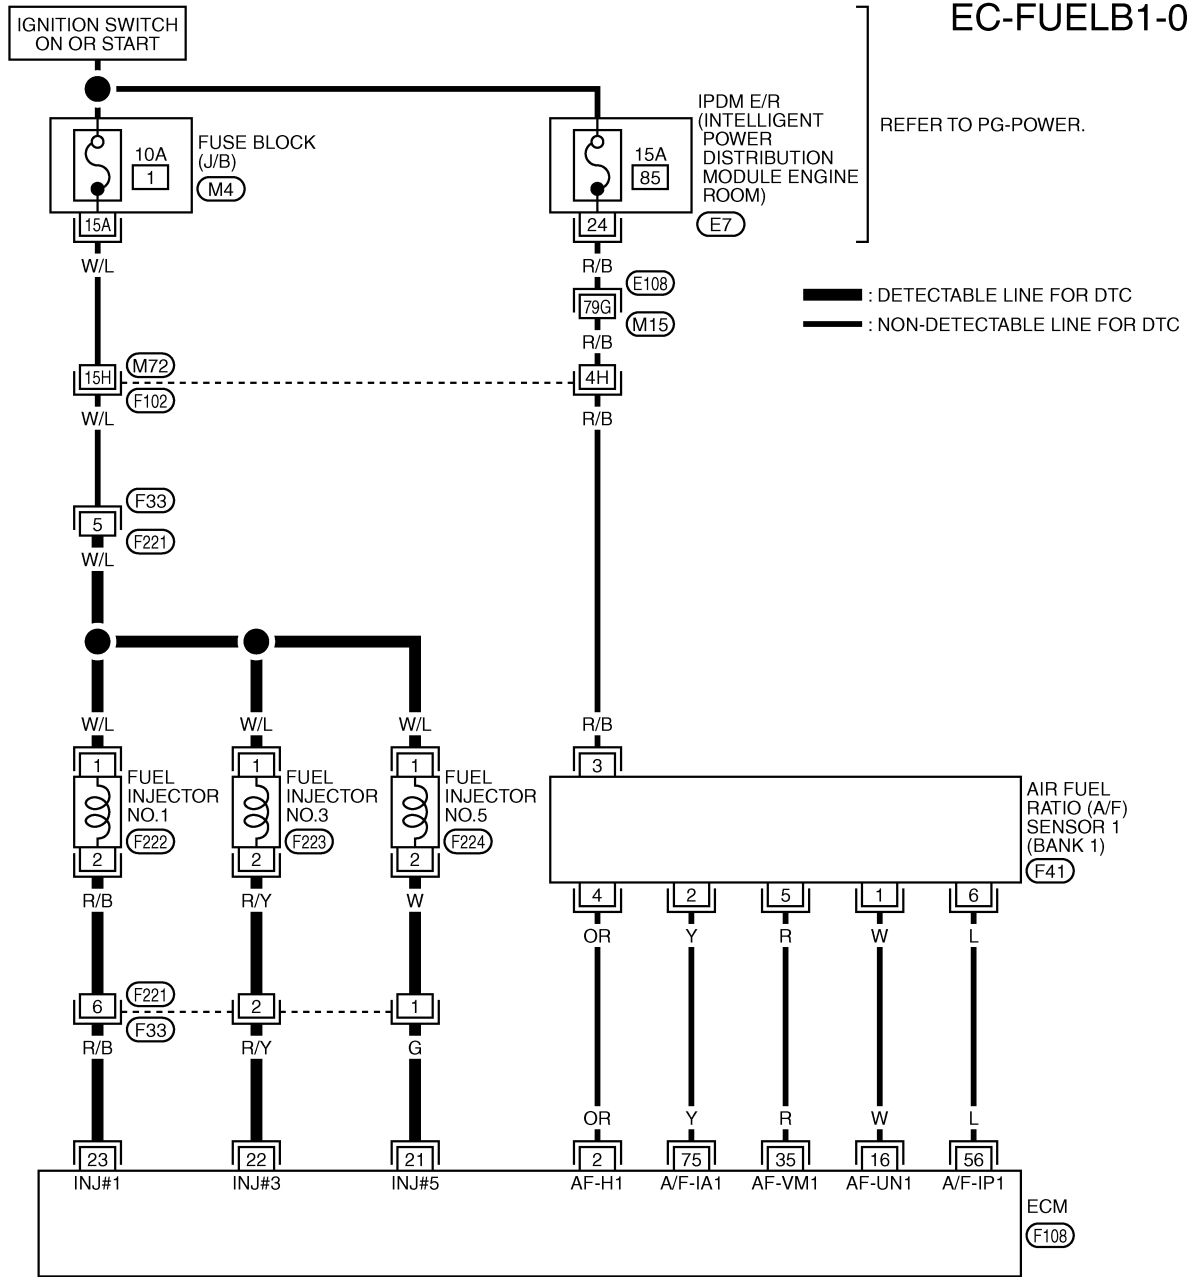 EC-FUELB1-0
IGNITION SWITCH
ON OR START
10A
1
FUSE BLOCK
(J/B)
M4
15A
15A
85
IPDM E/R
(INTELLIGENT
POWER
DISTRIBUTION
MODULE ENGINE
ROOM)
E7
24
REFER TO PG-POWER.
W/L
R/B
E108
79G
M15
R/B
: DETECTABLE LINE FOR DTC
: NON-DETECTABLE LINE FOR DTC
15H
M72
F102
4H
W/L
R/B
F33
5
F221
W/L
W/L
W/L
W/L
R/B
1
1
1
3
FUEL
INJECTOR
NO.1
F222
FUEL
INJECTOR
NO.3
F223
FUEL
INJECTOR
NO.5
F224
AIR FUEL
RATIO (A/F)
SENSOR 1
(BANK 1)
F41
2
2
2
4
2
5
1
6
R/B
R/Y
W
OR
Y
R
W
L
6
F221
F33
2
1
R/B
R/Y
G
OR
Y
R
W
L
23
22
21
2
75
35
16
56
INJ#1
INJ#3
INJ#5
AF-H1
A/F-IA1
AF-VM1
AF-UN1
A/F-IP1
ECM
F108